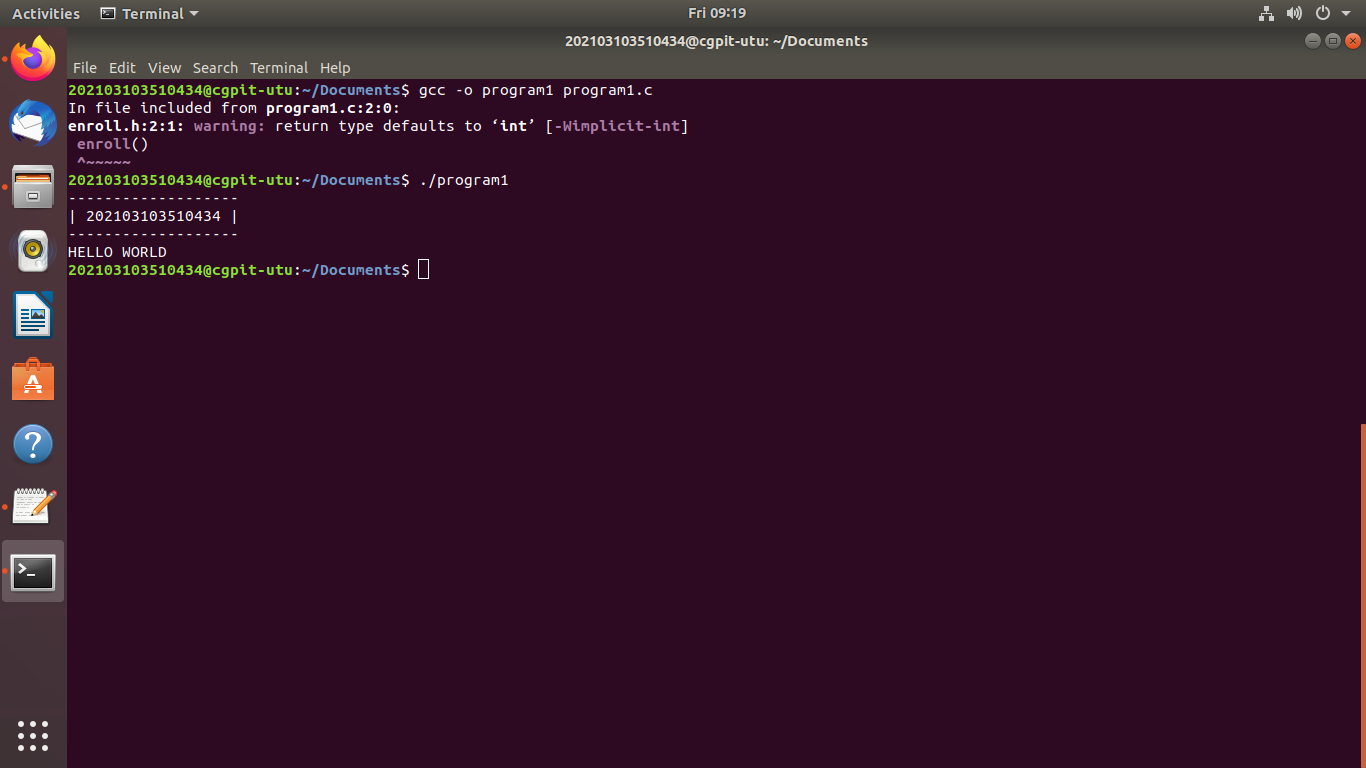 Activities Terminal Fri 09:19
202103103510434@cgpit-utu: ~/Documents
File Edit View Search Terminal Help
202103103510434@cgpit-utu:~/Documents$ gcc -o program1 program1.c
In file included from program1.c:2:0:
enroll.h:2:1: warning: return type defaults to ‘int’ [-Wimplicit-int]
 enroll()
 ^~~~~~
202103103510434@cgpit-utu:~/Documents$ ./program1
-------------------
| 202103103510434 |
-------------------
HELLO WORLD
202103103510434@cgpit-utu:~/Documents$